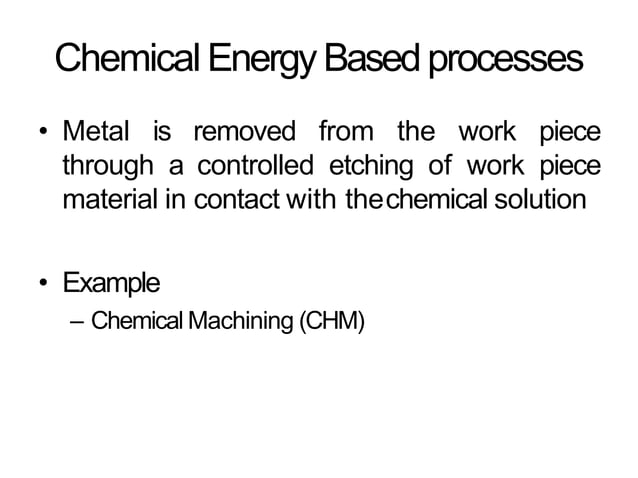 Chemical Energy Based processes
• Metal is removed from the work piece
through a controlled etching of work piece
material in contact with thechemical solution
• Example
– Chemical Machining (CHM)